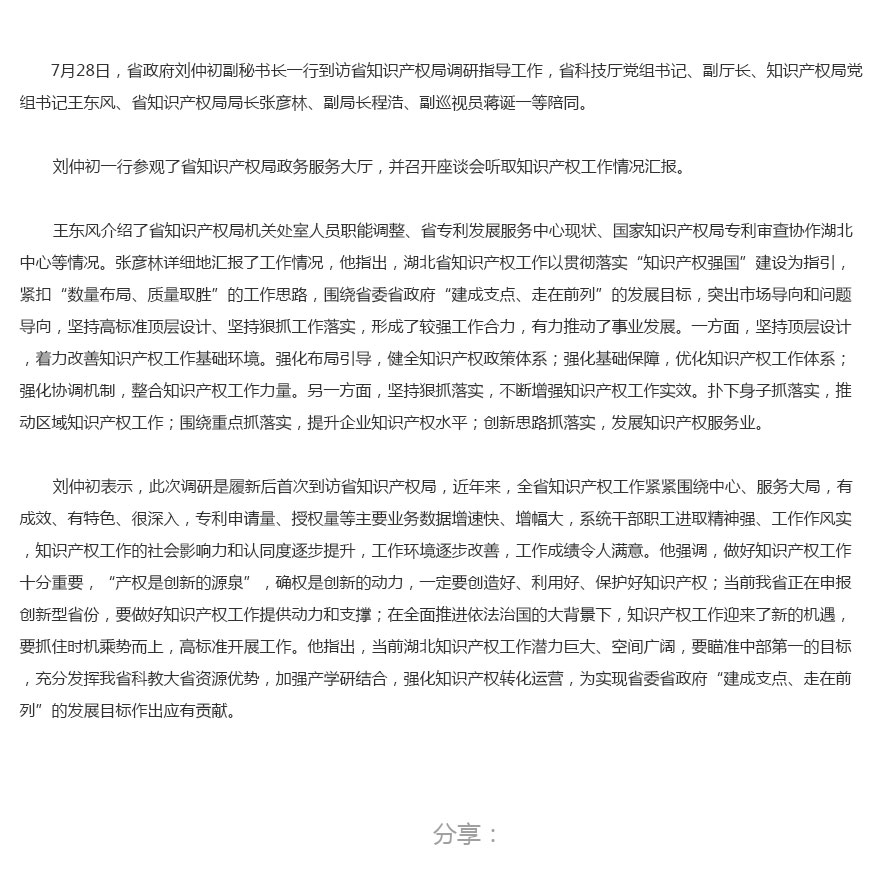 7月28日，省政府刘仲初副秘书长一行到访省知识产权局调研指导工作，省科技厅党组书记、副厅长、知识产权局党
组书记王东风、省知识产权局局长张彦林、副局长程浩、副巡视员蒋诞一等陪同。
刘仲初一行参观了省知识产权局政务服务大厅，并召开座谈会听取知识产权工作情况汇报。
王东风介绍了省知识产权局机关处室人员职能调整、省专利发展服务中心现状、国家知识产权局专利审查协作湖北
中心等情况。张彦林详细地汇报了工作情况，他指出，湖北省知识产权工作以贯彻落实“知识产权强国”建设为指引，
紧扣“数量布局、质量取胜”的工作思路，围绕省委省政府“建成支点、走在前列”的发展目标，突出市场导向和问题
导向，坚持高标准顶层设计、坚持狠抓工作落实，形成了较强工作合力，有力推动了事业发展。一方面，坚持顶层设计
，着力改善知识产权工作基础环境。强化布局引导，健全知识产权政策体系；强化基础保障，优化知识产权工作体系；
强化协调机制，整合知识产权工作力量。另一方面，坚持狠抓落实，不断增强知识产权工作实效。扑下身子抓落实，推
动区域知识产权工作；围绕重点抓落实，提升企业知识产权水平；创新思路抓落实，发展知识产权服务业。
刘仲初表示，此次调研是履新后首次到访省知识产权局，近年来，全省知识产权工作紧紧围绕中心、服务大局，有
成效、有特色、很深入，专利申请量、授权量等主要业务数据增速快、增幅大，系统干部职工进取精神强、工作作风实
，知识产权工作的社会影响力和认同度逐步提升，工作环境逐步改善，工作成绩令人满意。他强调，做好知识产权工作
十分重要，“产权是创新的源泉”，确权是创新的动力，一定要创造好、利用好、保护好知识产权；当前我省正在申报
创新型省份，要做好知识产权工作提供动力和支撑；在全面推进依法治国的大背景下，知识产权工作迎来了新的机遇，
要抓住时机乘势而上，高标准开展工作。他指出，当前湖北知识产权工作潜力巨大、空间广阔，要瞄准中部第一的目标
，充分发挥我省科教大省资源优势，加强产学研结合，强化知识产权转化运营，为实现省委省政府“建成支点、走在前
列”的发展目标作出应有贡献。
分享：